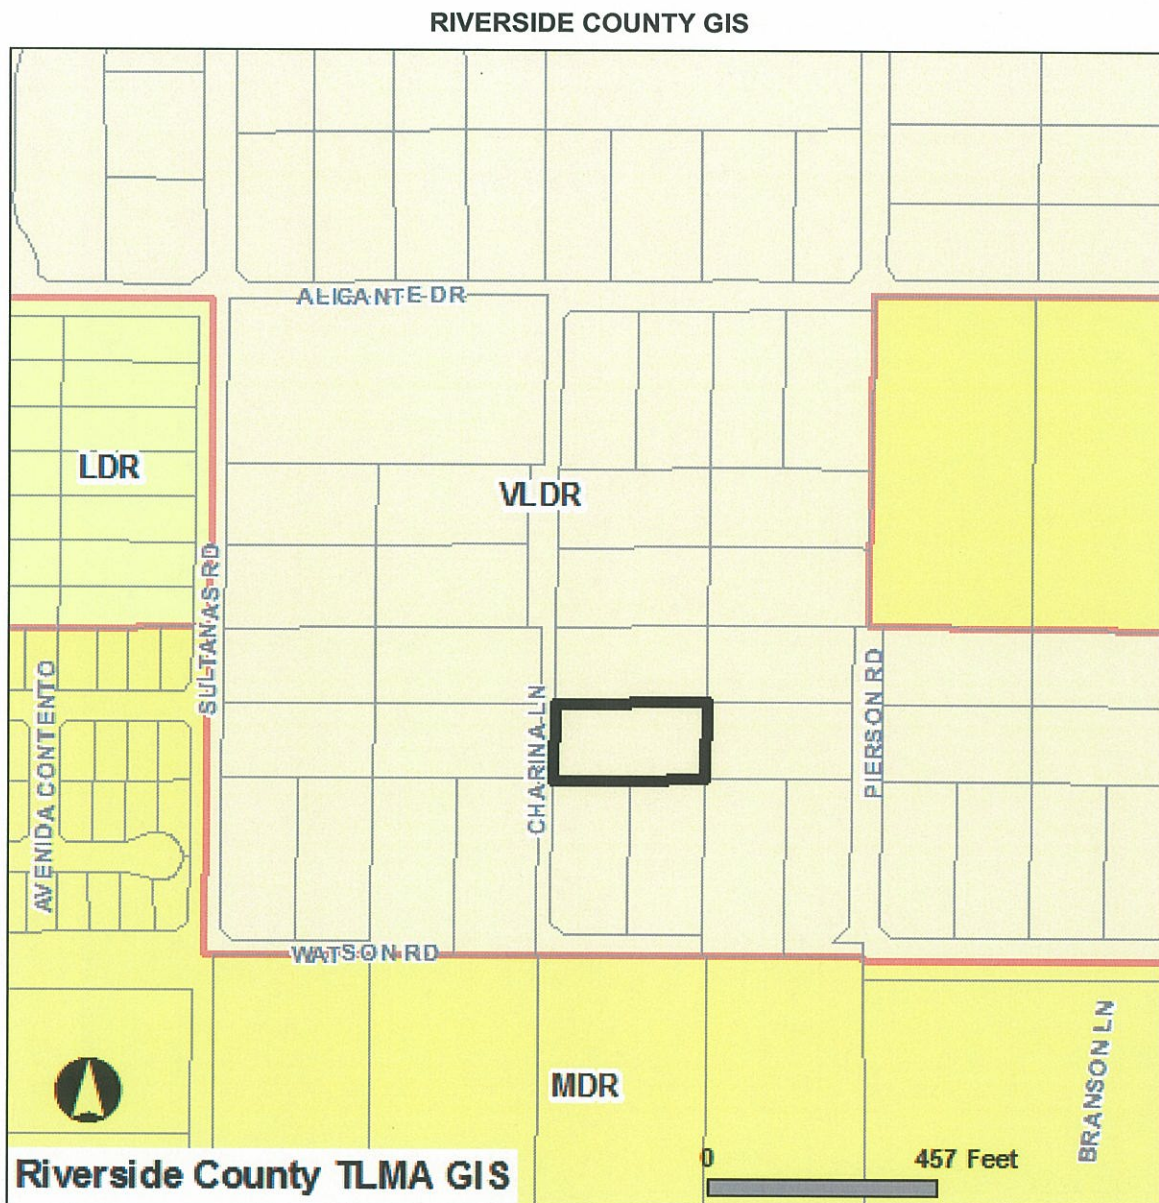 RIVERSIDE COUNTY GIS
ALICANTE DR
LDR
VLDR
SULTANAS RD
AVENIDA CONTENTO
CHARINA LN
PIERSON RD
WATSON RD
MDR
BRANSON LN
Riverside County TLMA GIS
0
457 Feet